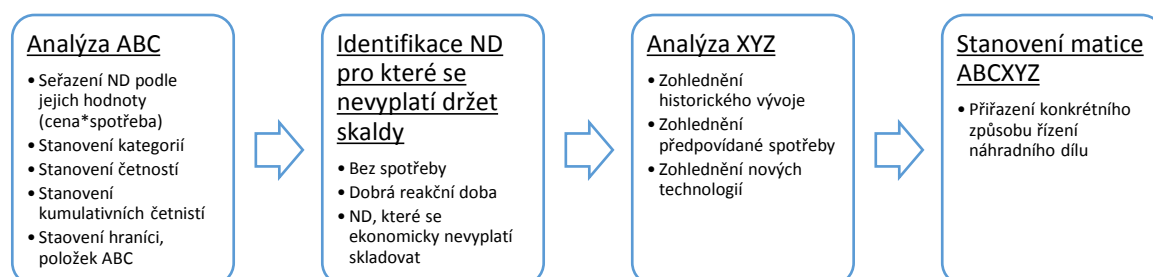 Analýza ABC
• Seřazení ND podle
jejich hodnoty
(cena*spotřeba)
• Stanovení kategorií
• Stanovení četností
• Stanovení
kumulativních četnistí
• Staovení hraníci,
položek ABC
Identifikace ND
pro které se
nevyplatí držet
skaldy
• Bez spotřeby
• Dobrá reakční doba
• ND, které se
ekonomicky nevyplatí
skladovat
Analýza XYZ
• Zohlednění
historického vývoje
• Zohlednění
předpovídané spotřeby
• Zohlednění nových
technologií
Stanovení matice
ABCXYZ
• Přiřazení konkrétního
způsobu řízení
náhradního dílu